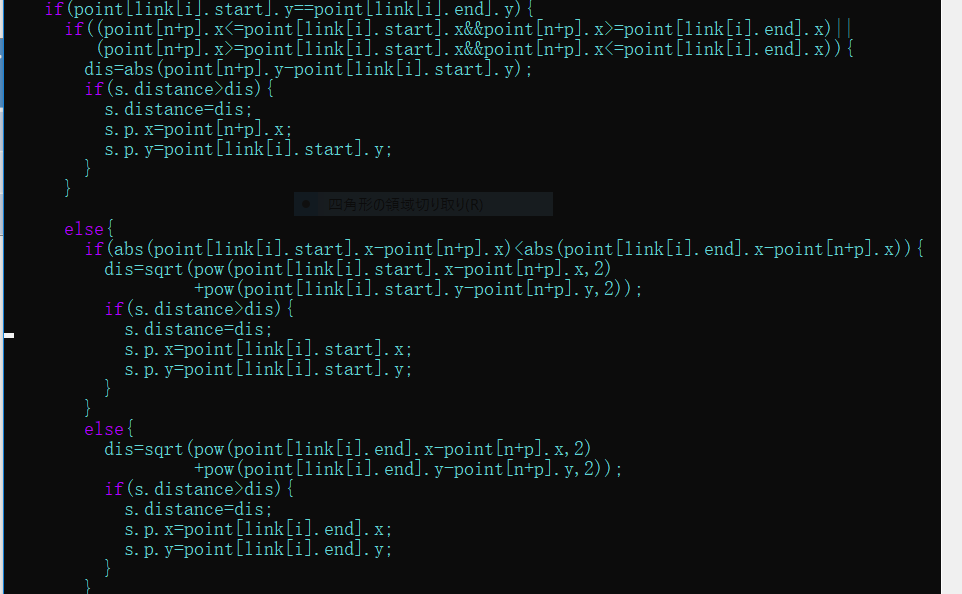 if(point[link[i].start].y==point[link[i].end].y){
if((point[n+p].x<=point[link[i].start].x&&point[n+p].x>=point[link[i].end].x)||
(point[n+p].x>=point[link[i].start].x&&point[n+p].x<=point[link[i].end].x)){
dis=abs(point[n+p].y-point[link[i].start].y);
if(s.distance>dis){
s.distance=dis;
s.p.x=point[n+p].x;
s.p.y=point[link[i].start].y;
}
}
● 四角形の領域切り取り(R)
else{
if(abs(point[link[i].start].x-point[n+p].x)<abs(point[link[i].end].x-point[n+p].x)){
dis=sqrt(pow(point[link[i].start].x-point[n+p].x,2)
+pow(point[link[i].start].y-point[n+p].y,2));
if(s.distance>dis){
s.distance=dis;
s.p.x=point[link[i].start].x;
s.p.y=point[link[i].start].y;
}
}
else{
dis=sqrt(pow(point[link[i].end].x-point[n+p].x,2)
+pow(point[link[i].end].y-point[n+p].y,2));
if(s.distance>dis){
s.distance=dis;
s.p.x=point[link[i].end].x;
s.p.y=point[link[i].end].y;
}
}